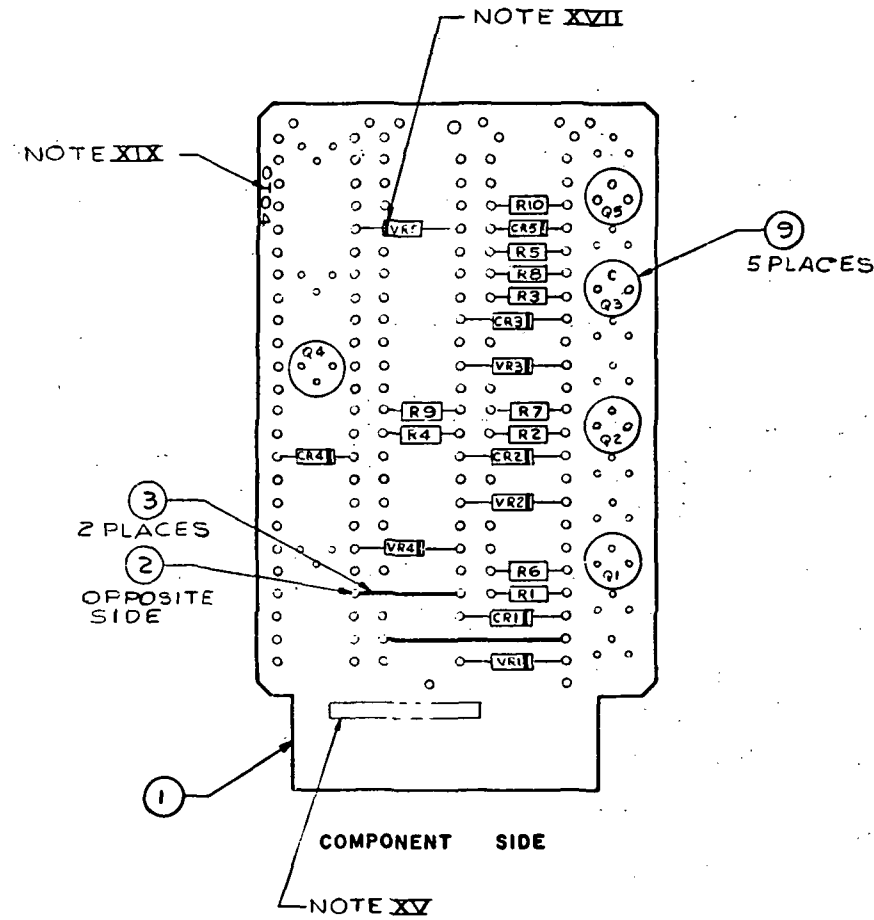 NOTE XVII
NOTE XIX
0T04
R10
Q5
VR5
CR5
9
5 PLACES
R5
R8
C
R3
Q3
CR3
Q4
VR3
R9
R7
R4
R2
Q2
CR4
CR2
3
2 PLACES
VR2
VR4
2
OPPOSITE
SIDE
R6
Q1
R1
CR1
VR1
1
COMPONENT SIDE
NOTE XV